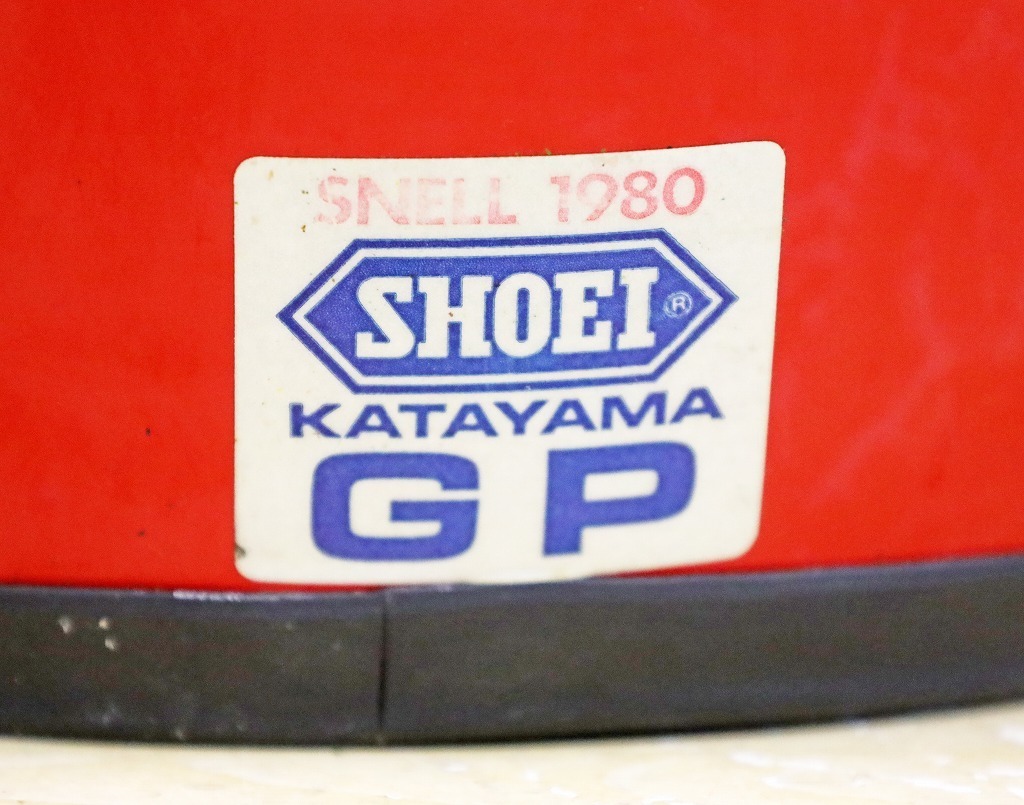 SNELL 1980
SHOEI ®
KATAYAMA
GP